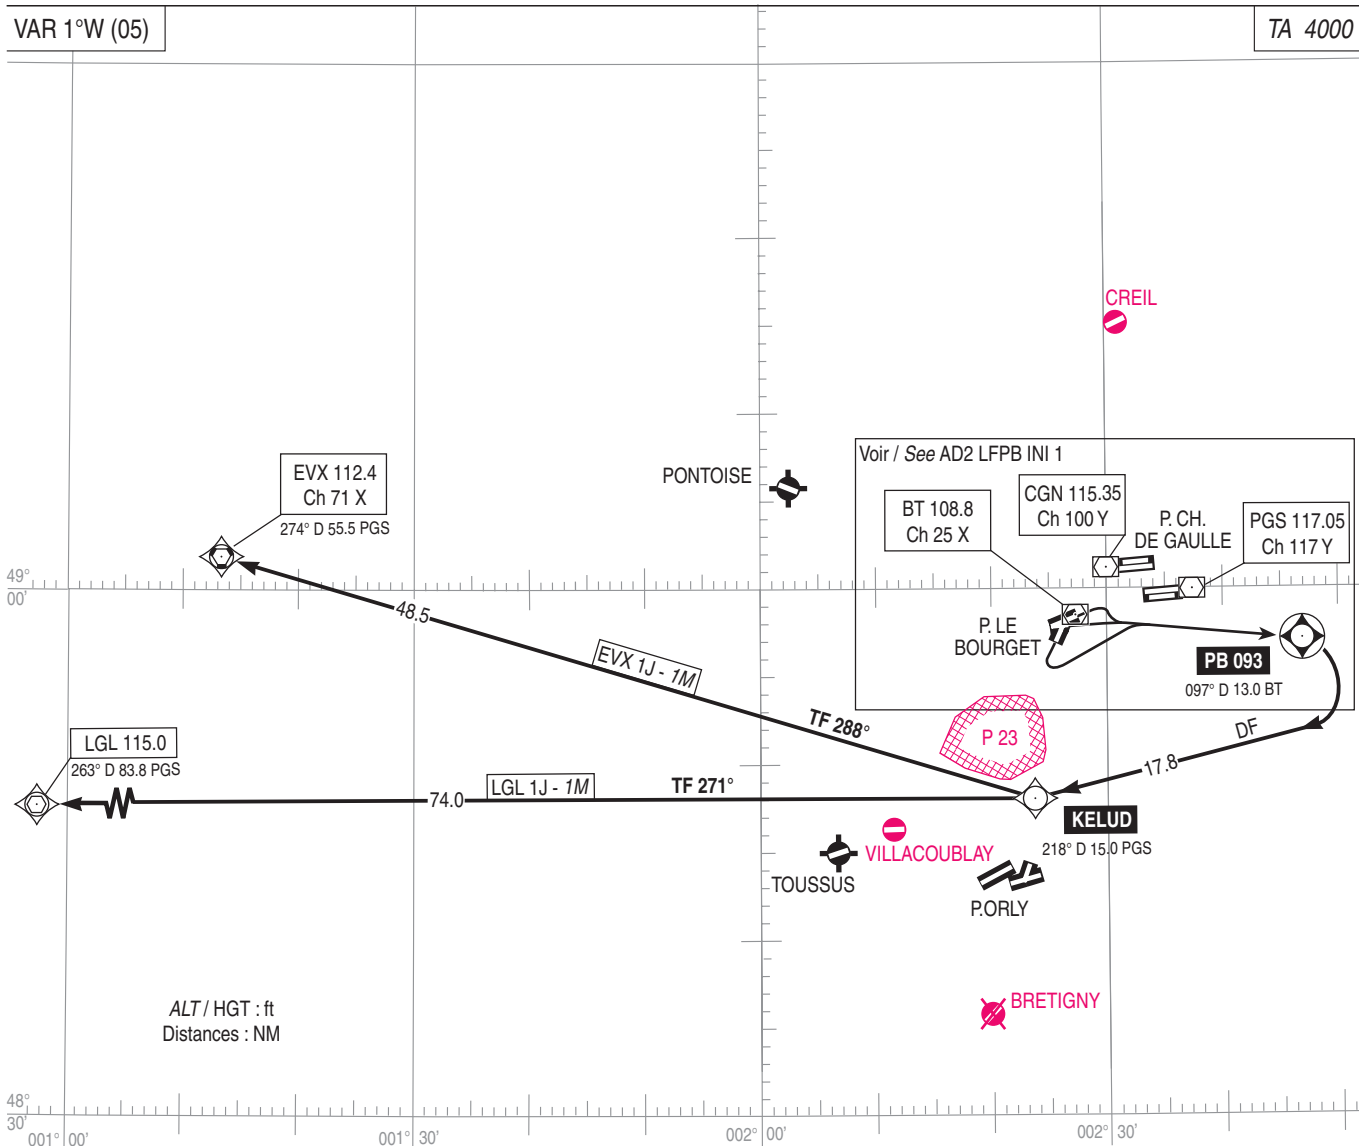 VAR 1°W (05)
TA 4000
CREIL
Voir / See AD2 LFPB INI 1
EVX 112.4
Ch 71 X
274° D 55.5 PGS
PONTOISE
BT 108.8
Ch 25 X
CGN 115.35
Ch 100 Y
P. CH.
DE GAULLE
PGS 117.05
Ch 117 Y
49°
00'
48.5
P. LE
BOURGET
EVX 1J - 1M
PB 093
097° D 13.0 BT
TF 288°
P 23
DF
17.8
LGL 115.0
263° D 83.8 PGS
LGL 1J - 1M
TF 271°
74.0
KELUD
218° D 15.0 PGS
VILLACOUBLAY
TOUSSUS
P.ORLY
BRETIGNY
ALT / HGT : ft
Distances : NM
48°
30'
001° 00'
001° 30'
002° 00'
002° 30'